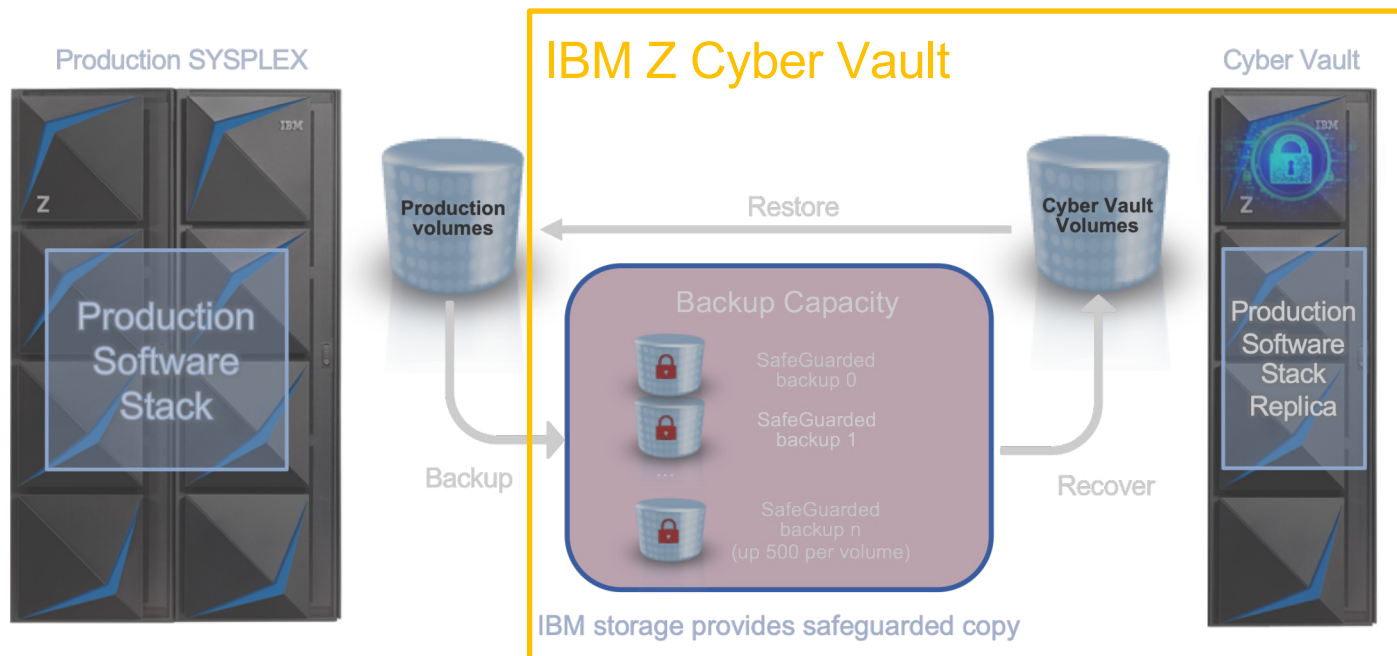 Production SYSPLEX
IBM Z Cyber Vault
Cyber Vault
IBM
Z
Production
Software
Stack
Production
volumes
Restore
Cyber Vault
Volumes
IBM
Z
Production
Software
Stack
Replica
Backup Capacity
SafeGuarded
backup 0
SafeGuarded
backup 1
...
SafeGuarded
backup n
(up 500 per volume)
Backup
Recover
IBM storage provides safeguarded copy